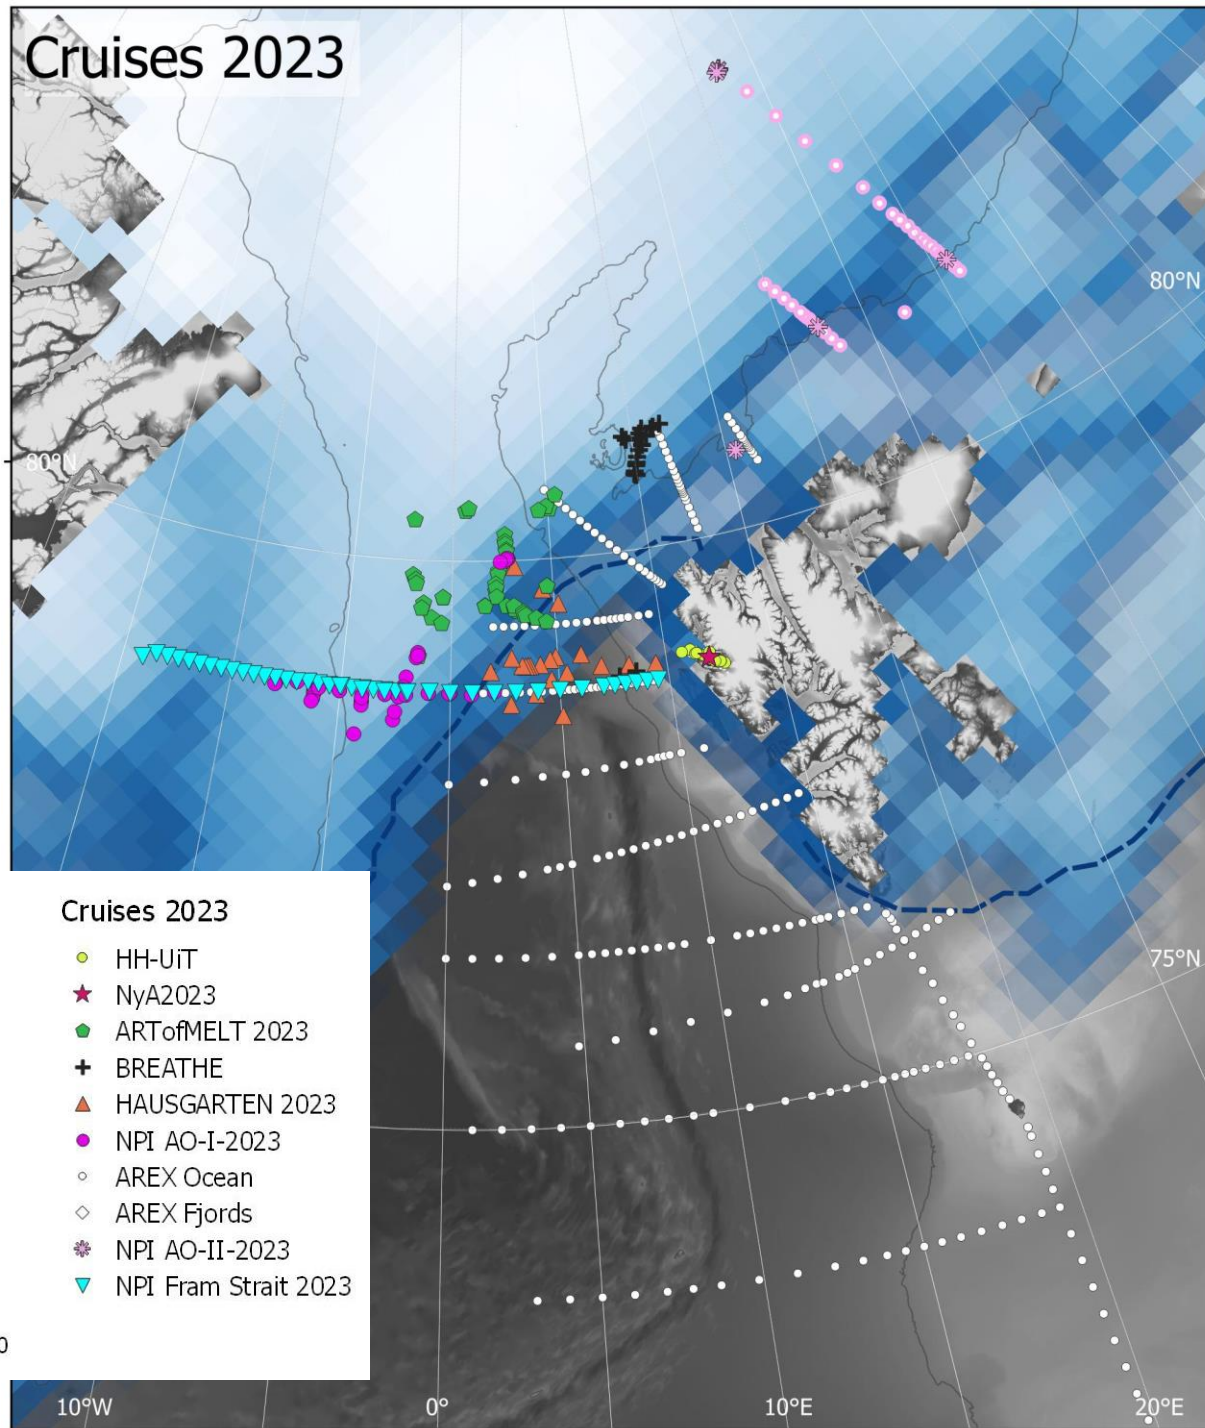 Cruises 2023
80°N
80°N
75°N
Cruises 2023
HH-UiT
NyA2023
ARTofMELT 2023
BREATHE
HAUSGARTEN 2023
NPI AO-I-2023
AREX Ocean
AREX Fjords
NPI AO-II-2023
NPI Fram Strait 2023
0
10°W
0°
10°E
20°E